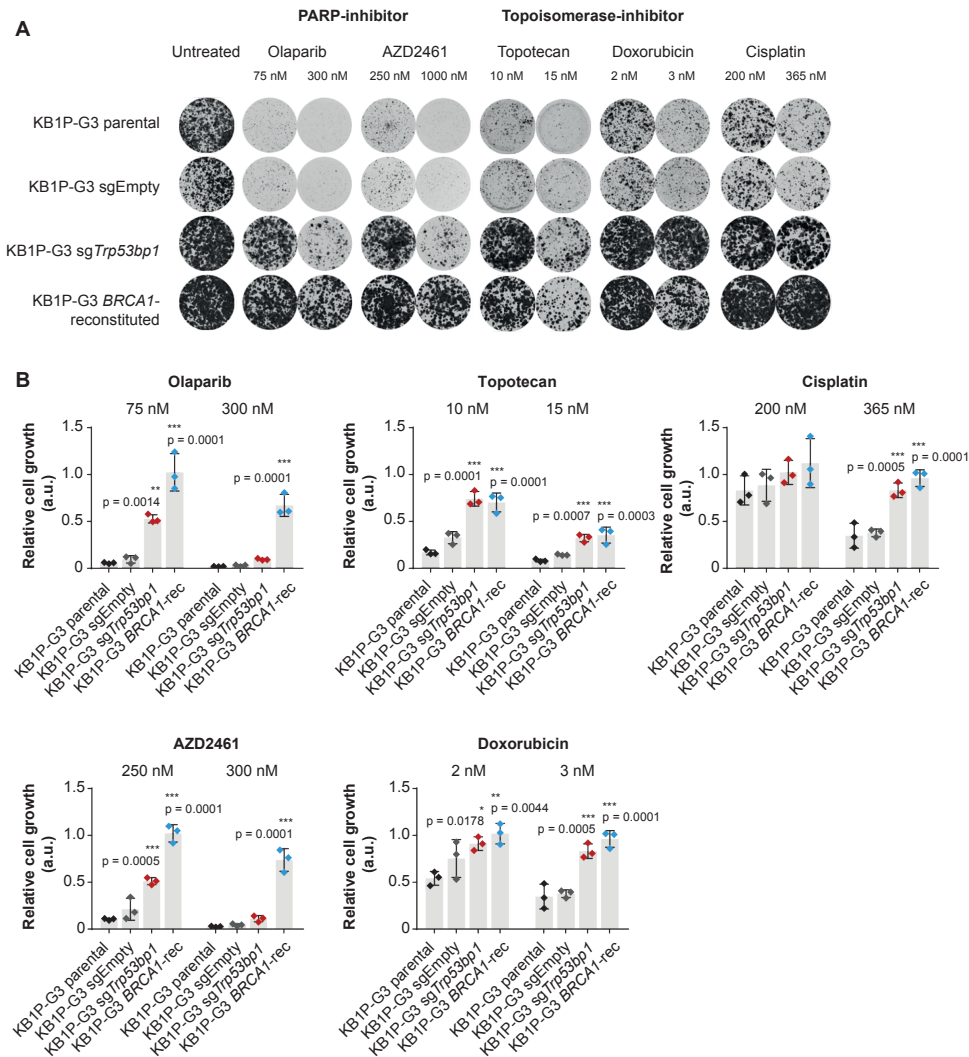 A
PARP-inhibitor Topoisomerase-inhibitor
Untreated Olaparib AZD2461 Topotecan Doxorubicin Cisplatin
75 nM 300 nM 250 nM 1000 nM 10 nM 15 nM 2 nM 3 nM 200 nM 365 nM
KB1P-G3 parental
KB1P-G3 sgEmpty
KB1P-G3 sgTrp53bp1
KB1P-G3 BRCA1-
reconstituted
B
Olaparib
75 nM 300 nM
Relative cell growth
(a.u.)
1.5
1.0
0.5
0
p = 0.0014
**
***
p = 0.0001
***
p = 0.0001
KB1P-G3 parental
KB1P-G3 sgEmpty
KB1P-G3 sgTrp53bp1
KB1P-G3 BRCA1-rec
KB1P-G3 parental
KB1P-G3 sgEmpty
KB1P-G3 sgTrp53bp1
KB1P-G3 BRCA1-rec
Topotecan
10 nM 15 nM
Relative cell growth
(a.u.)
1.5
1.0
0.5
0
p = 0.0001
***
***
p = 0.0001
p = 0.0007
***
***
p = 0.0003
KB1P-G3 parental
KB1P-G3 sgEmpty
KB1P-G3 sgTrp53bp1
KB1P-G3 BRCA1-rec
KB1P-G3 parental
KB1P-G3 sgEmpty
KB1P-G3 sgTrp53bp1
KB1P-G3 BRCA1-rec
Cisplatin
200 nM 365 nM
Relative cell growth
(a.u.)
1.5
1.0
0.5
0
p = 0.0005
***
***
p = 0.0001
KB1P-G3 parental
KB1P-G3 sgEmpty
KB1P-G3 sgTrp53bp1
KB1P-G3 BRCA1-rec
KB1P-G3 parental
KB1P-G3 sgEmpty
KB1P-G3 sgTrp53bp1
KB1P-G3 BRCA1-rec
AZD2461
250 nM 300 nM
Relative cell growth
(a.u.)
1.5
1.0
0.5
0
p = 0.0005
***
***
p = 0.0001
***
p = 0.0001
KB1P-G3 parental
KB1P-G3 sgEmpty
KB1P-G3 sgTrp53bp1
KB1P-G3 BRCA1-rec
KB1P-G3 parental
KB1P-G3 sgEmpty
KB1P-G3 sgTrp53bp1
KB1P-G3 BRCA1-rec
Doxorubicin
2 nM 3 nM
Relative cell growth
(a.u.)
1.5
1.0
0.5
0
p = 0.0178
*
**
p = 0.0044
p = 0.0005
***
***
p = 0.0001
KB1P-G3 parental
KB1P-G3 sgEmpty
KB1P-G3 sgTrp53bp1
KB1P-G3 BRCA1-rec
KB1P-G3 parental
KB1P-G3 sgEmpty
KB1P-G3 sgTrp53bp1
KB1P-G3 BRCA1-rec